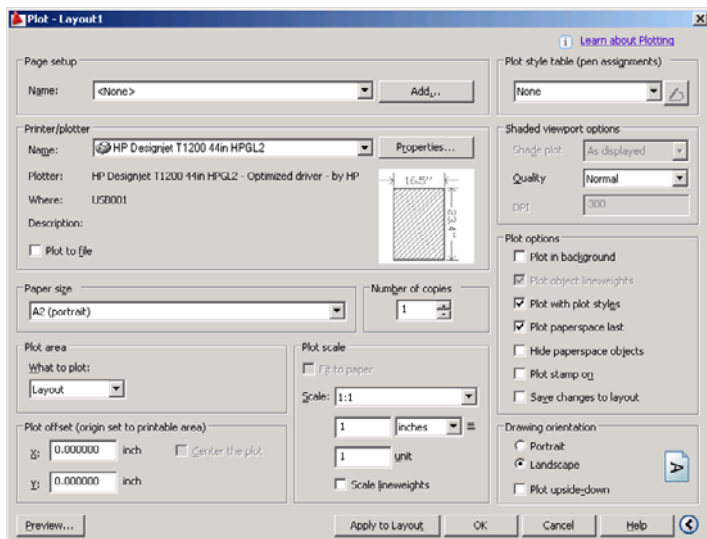 Plot - Layout1
Learn about Plotting
Page setup
Name:
<None>
Add...
Plot style table (pen assignments)
None
Printer/plotter
Name:
HP Designjet T1200 44in HPGL2
Properties...
Plotter:
HP Designjet T1200 44in HPGL2 - Optimized driver - by HP
Where:
USB001
Description:
Plot to file
16.5"
23.4"
Shaded viewport options
Shade plot
As displayed
Quality
Normal
DPI
300
Paper size
A2 (portrait)
Number of copies
1
Plot options
Plot in background
Plot object lineweights
Plot with plot styles
Plot paperspace last
Hide paperspace objects
Plot stamp on
Save changes to layout
Plot area
What to plot:
Layout
Plot scale
Fit to paper
Scale:
1:1
1
inches
=
1
unit
Scale lineweights
Plot offset (origin set to printable area)
X:
0.000000
inch
Center the plot
Y:
0.000000
inch
Drawing orientation
Portrait
Landscape
Plot upside-down
A
Preview...
Apply to Layout
OK
Cancel
Help